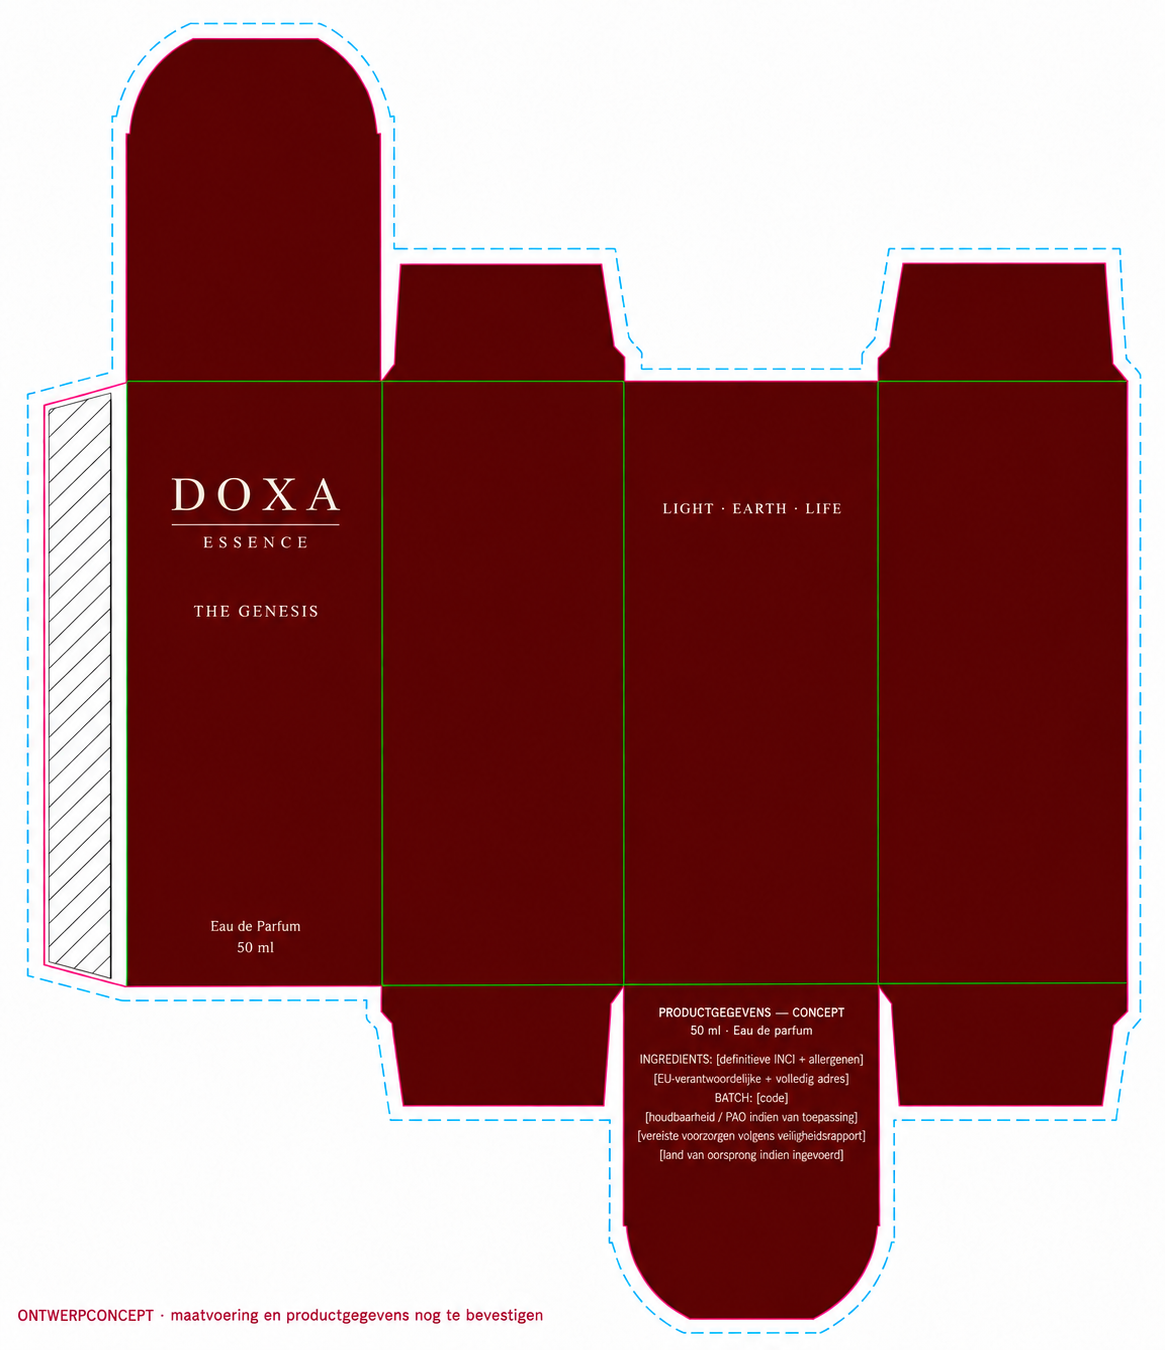 DOXA
ESSENCE
THE GENESIS
Eau de Parfum
50 ml
LIGHT · EARTH · LIFE
PRODUCTGEGEVENS — CONCEPT
50 ml · Eau de parfum
INGREDIENTS: [definitieve INCI + allergenen]
[EU-verantwoordelijke + volledig adres]
BATCH: [code]
[houdbaarheid / PAO indien van toepassing]
[vereiste voorzorgen volgens veiligheidsrapport]
[land van oorsprong indien ingevoerd]
ONTWERPCONCEPT · maatvoering en productgegevens nog te bevestigen